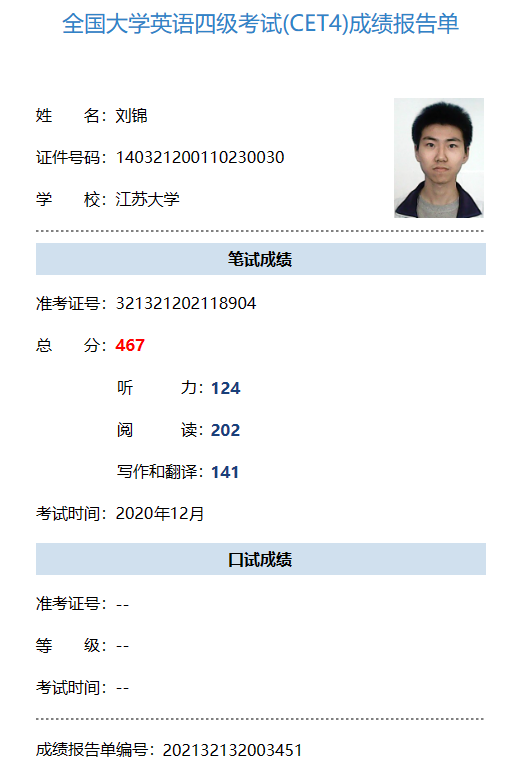 全国大学英语四级考试(CET4)成绩报告单
姓　　名：刘锦
证件号码：140321200110230030
学　　校：江苏大学
笔试成绩
准考证号：321321202118904
总　　分：467
听　　　力：124
阅　　　读：202
写作和翻译：141
考试时间：2020年12月
口试成绩
准考证号：--
等　　级：--
考试时间：--
成绩报告单编号：202132132003451